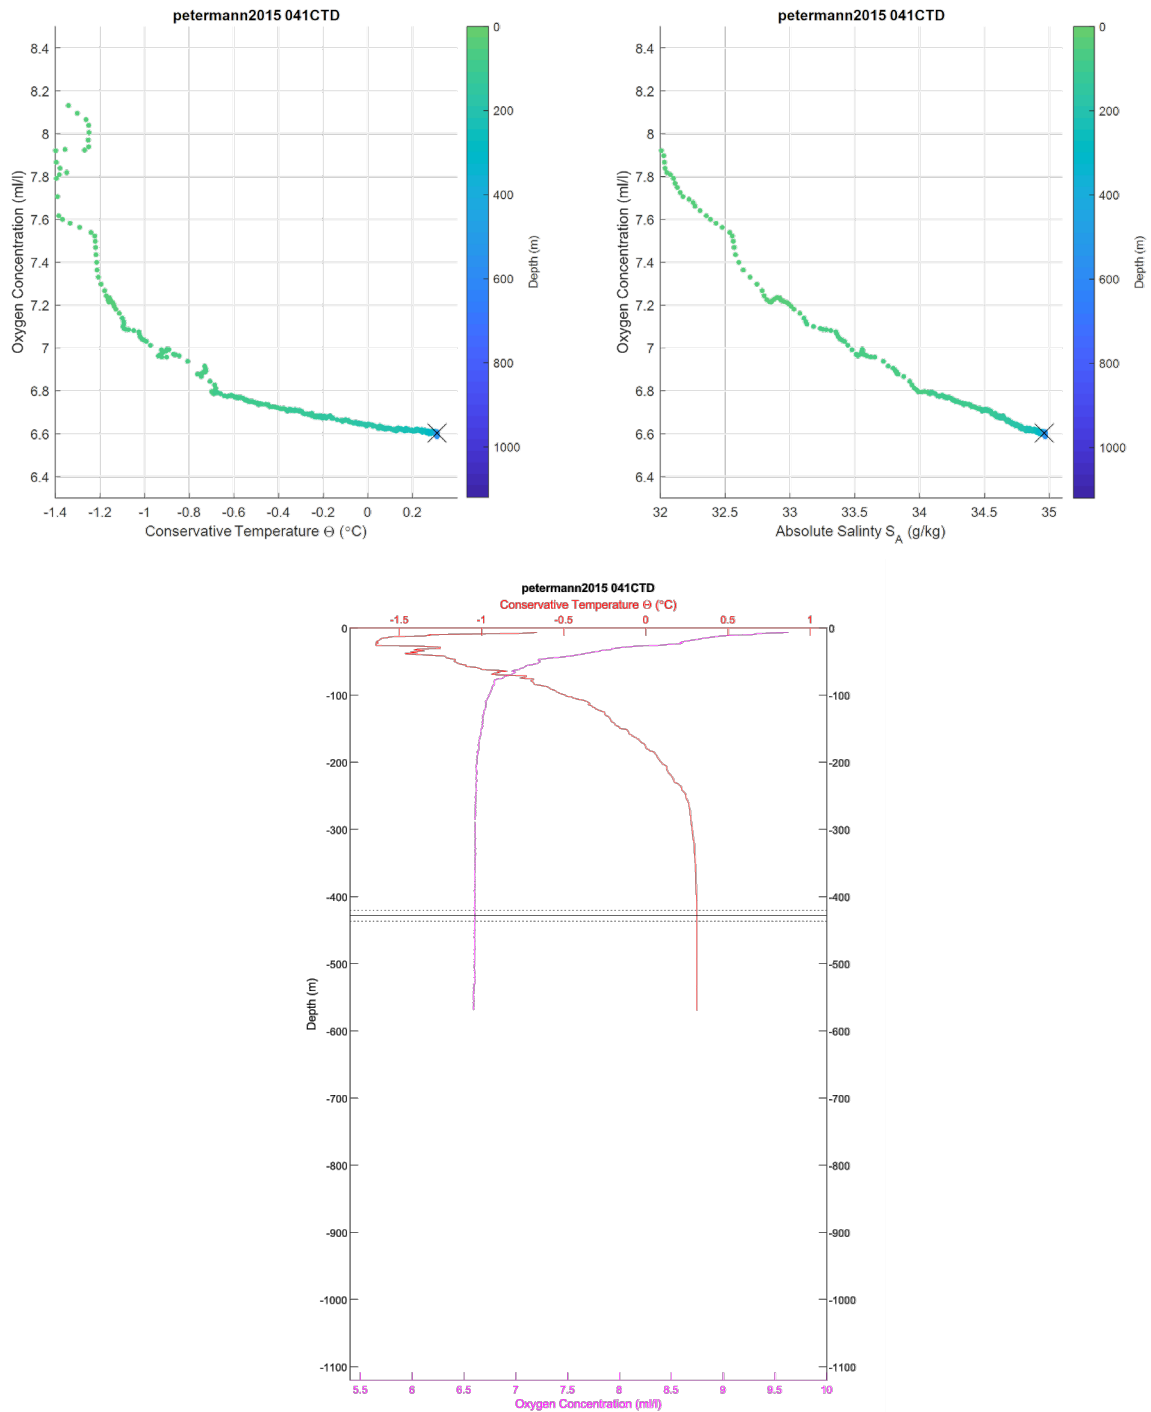 petermann2015 041CTD
8.4
8.2
8
7.8
7.6
7.4
7.2
7
6.8
6.6
6.4
Oxygen Concentration (ml/l)
-1.4 -1.2 -1 -0.8 -0.6 -0.4 -0.2 0 0.2
Conservative Temperature Θ (°C)
0
200
400
600
800
1000
Depth (m)
petermann2015 041CTD
8.4
8.2
8
7.8
7.6
7.4
7.2
7
6.8
6.6
6.4
Oxygen Concentration (ml/l)
32 32.5 33 33.5 34 34.5 35
Absolute Salinty S_A (g/kg)
0
200
400
600
800
1000
Depth (m)
petermann2015 041CTD
Conservative Temperature Θ (°C)
-1.5 -1 -0.5 0 0.5 1
0 0
-100 -100
-200 -200
-300 -300
-400 -400
-500 -500
-600 -600
-700 -700
-800 -800
-900 -900
-1000 -1000
-1100 -1100
Depth (m)
5.5 6 6.5 7 7.5 8 8.5 9 9.5 10
Oxygen Concentration (ml/l)